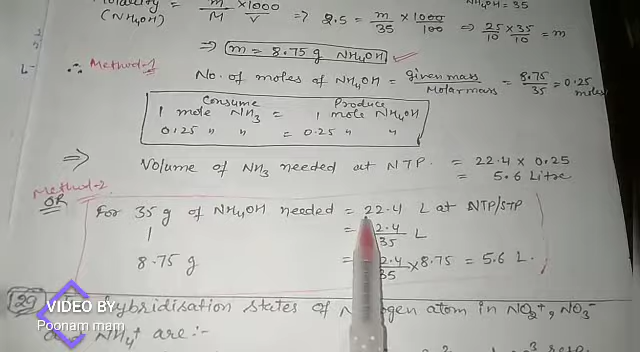 Molarity = m/M × 1000/V => 2.5 = m/35 × 1000/100 => 25/10 × 35/10 = m
(NH4OH)
NH4OH = 35
=> m = 8.75 g NH4OH
∴ Method-1
No. of moles of NH4OH = given mass/Molar mass = 8.75/35 = 0.25 moles
Consume Produce
1 mole NH3 = 1 mole NH4OH
0.25 " " = 0.25 " "
=> Volume of NH3 needed at NTP. = 22.4 × 0.25
= 5.6 Litre
Method-2
OR
For 35 g of NH4OH needed = 22.4 L at NTP/STP
1 = 2.4/35 L
8.75 g = 2.4/35 × 8.75 = 5.6 L.
29 hybridisation states of N gen atom in NO2+, NO3-
and NH4+ are :-
VIDEO BY
Poonam mam